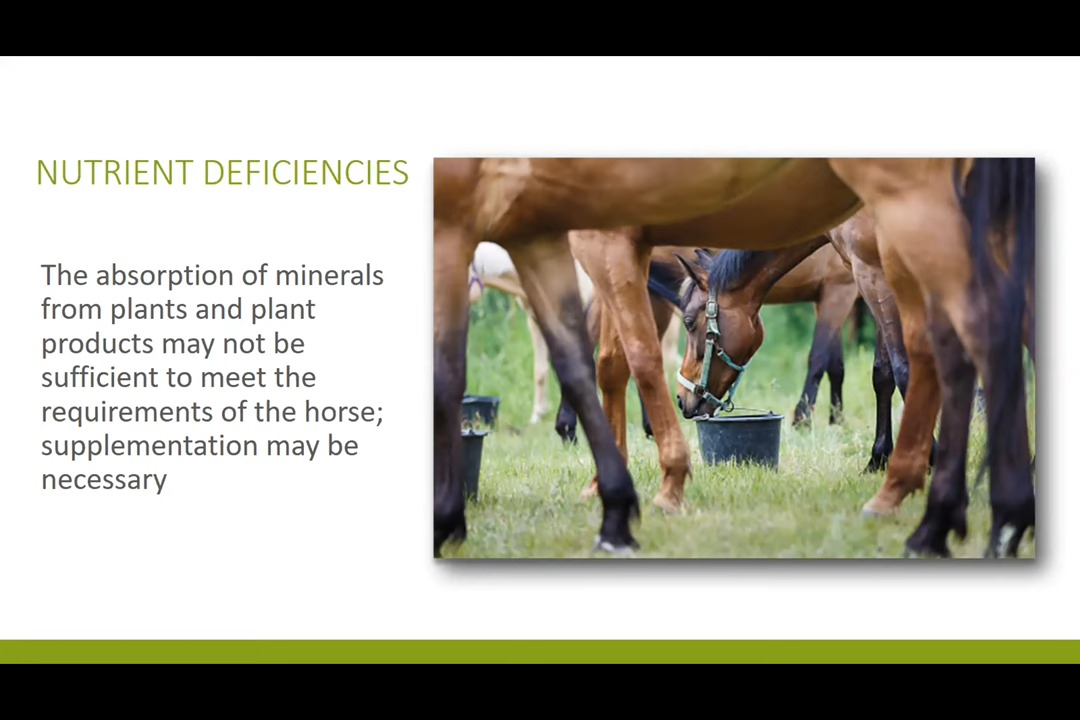 NUTRIENT DEFICIENCIES
The absorption of minerals
from plants and plant
products may not be
sufficient to meet the
requirements of the horse;
supplementation may be
necessary